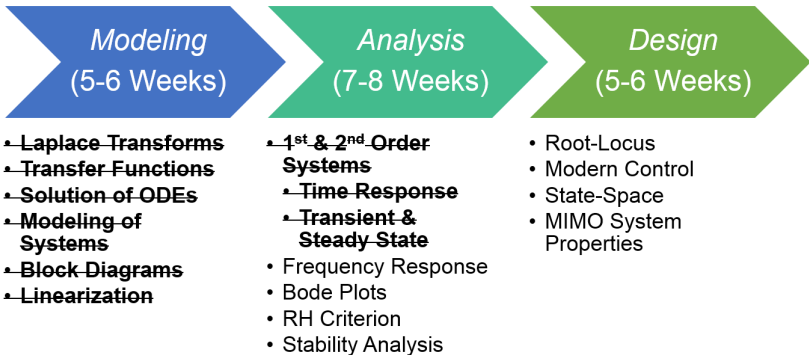 Modeling
(5-6 Weeks)
• Laplace Transforms
• Transfer Functions
• Solution of ODEs
• Modeling of
Systems
• Block Diagrams
• Linearization
Analysis
(7-8 Weeks)
• 1st & 2nd Order
Systems
• Time Response
• Transient &
Steady State
• Frequency Response
• Bode Plots
• RH Criterion
• Stability Analysis
Design
(5-6 Weeks)
• Root-Locus
• Modern Control
• State-Space
• MIMO System
Properties